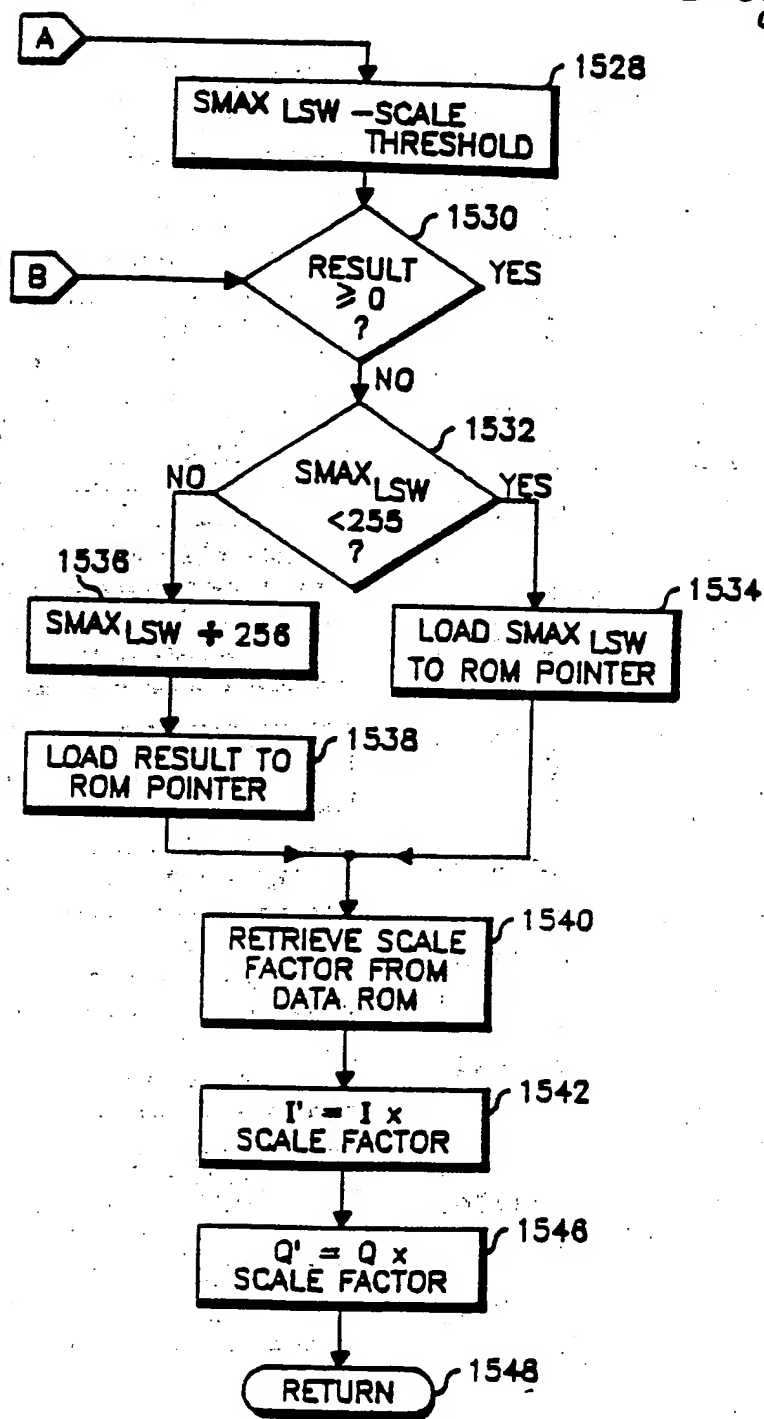 A
1528
SMAX LSW – SCALE
THRESHOLD
1530
B
RESULT
≥ 0
?
YES
NO
1532
NO
SMAX LSW
<255
?
YES
1536
SMAX LSW ÷ 256
1534
LOAD SMAX LSW
TO ROM POINTER
1538
LOAD RESULT TO
ROM POINTER
1540
RETRIEVE SCALE
FACTOR FROM
DATA ROM
1542
I' = I x
SCALE FACTOR
1546
Q' = Q x
SCALE FACTOR
1548
RETURN